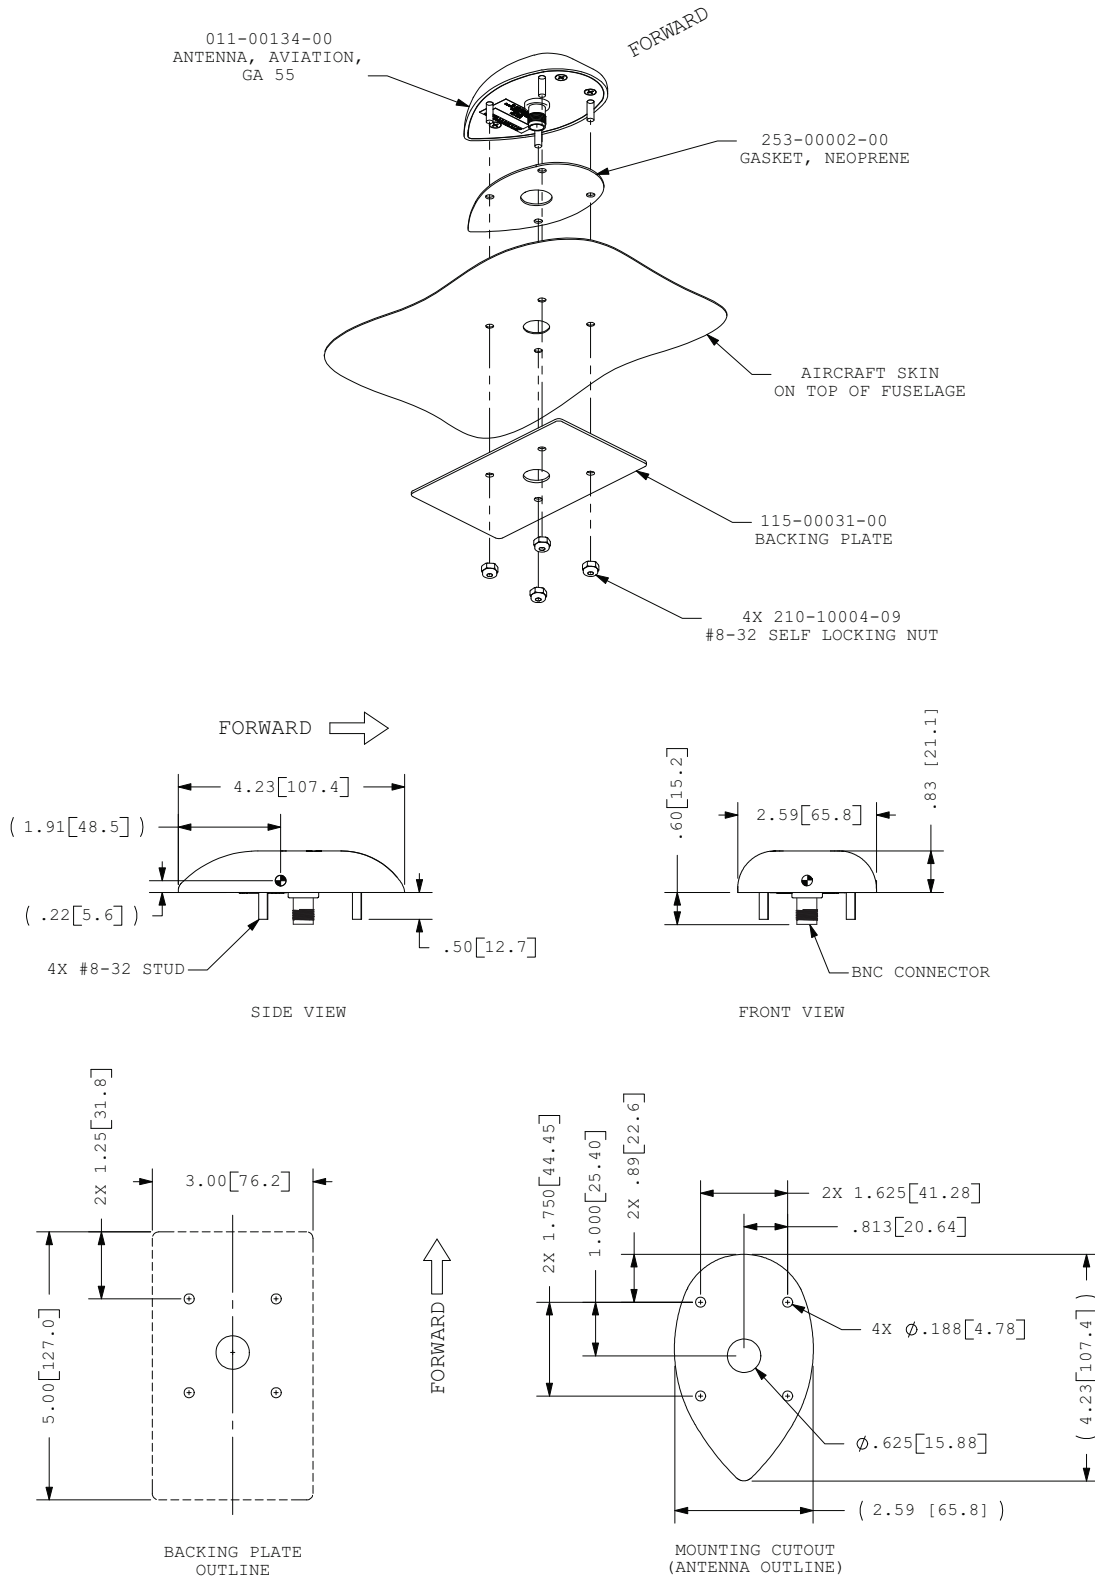 011-00134-00
ANTENNA, AVIATION,
GA 55
FORWARD
253-00002-00
GASKET, NEOPRENE
AIRCRAFT SKIN
ON TOP OF FUSELAGE
115-00031-00
BACKING PLATE
4X 210-10004-09
#8-32 SELF LOCKING NUT
FORWARD
4.23[107.4]
(1.91[48.5])
(.22[5.6])
4X #8-32 STUD
.50[12.7]
SIDE VIEW
.60[15.2]
2.59[65.8]
.83 [21.1]
BNC CONNECTOR
FRONT VIEW
2X 1.25[31.8]
3.00[76.2]
5.00[127.0]
BACKING PLATE
OUTLINE
FORWARD
2X 1.750[44.45]
1.000[25.40]
2X .89[22.6]
2X 1.625[41.28]
.813[20.64]
4X Ø.188[4.78]
(4.23[107.4])
Ø.625[15.88]
(2.59 [65.8])
MOUNTING CUTOUT
(ANTENNA OUTLINE)